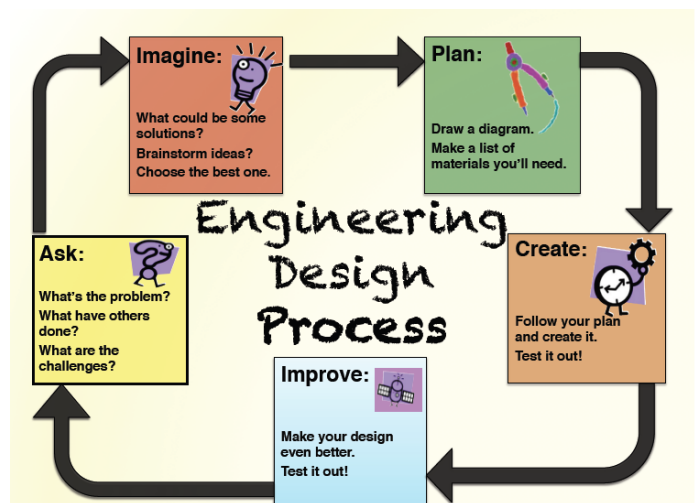 Imagine:
What could be some
solutions?
Brainstorm ideas?
Choose the best one.
Plan:
Draw a diagram.
Make a list of
materials you'll need.
Engineering
Design
Process
Ask:
What's the problem?
What have others
done?
What are the
challenges?
Create:
Follow your plan
and create it.
Test it out!
Improve:
Make your design
even better.
Test it out!